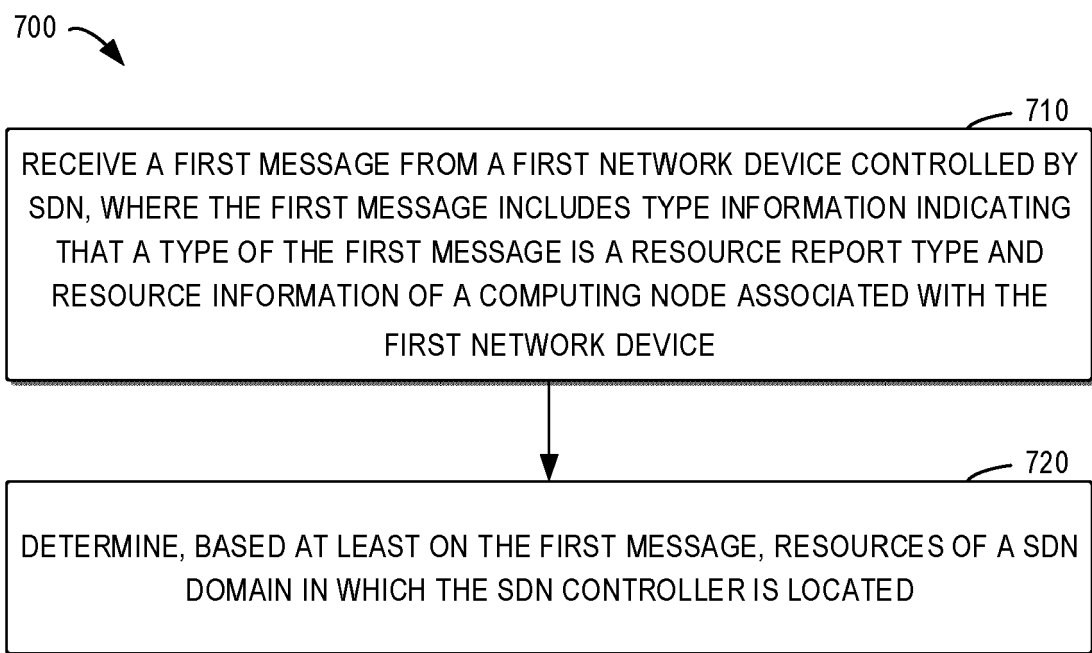 700
710
RECEIVE A FIRST MESSAGE FROM A FIRST NETWORK DEVICE CONTROLLED BY
SDN, WHERE THE FIRST MESSAGE INCLUDES TYPE INFORMATION INDICATING
THAT A TYPE OF THE FIRST MESSAGE IS A RESOURCE REPORT TYPE AND
RESOURCE INFORMATION OF A COMPUTING NODE ASSOCIATED WITH THE
FIRST NETWORK DEVICE
720
DETERMINE, BASED AT LEAST ON THE FIRST MESSAGE, RESOURCES OF A SDN
DOMAIN IN WHICH THE SDN CONTROLLER IS LOCATED